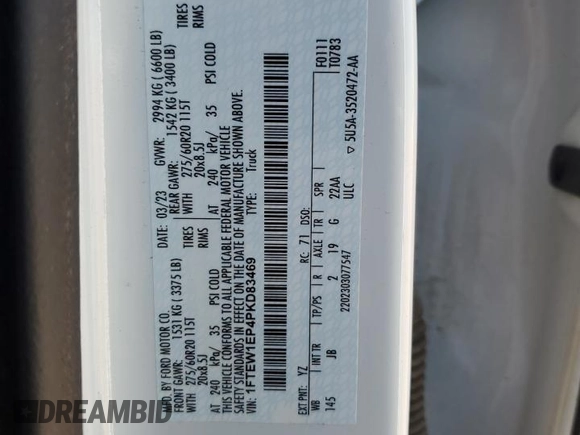 MFD. BY FORD MOTOR CO.
DATE: 03/23 GVWR: 2994 KG ( 6600 LB)
FRONT GAWR: 1531 KG ( 3375 LB) REAR GAWR: 1542 KG ( 3400 LB)
WITH 275/60R20 115T TIRES WITH 275/60R20 115T TIRES
20x8.5J RIMS 20x8.5J RIMS
AT 240 kPa/ 35 PSI COLD AT 240 kPa/ 35 PSI COLD
THIS VEHICLE CONFORMS TO ALL APPLICABLE FEDERAL MOTOR VEHICLE
SAFETY STANDARDS IN EFFECT ON THE DATE OF MANUFACTURE SHOWN ABOVE.
VIN: 1FTEW1EP4PKD83469 TYPE: Truck
F0111
T0783
EXT PNT: YZ RC: 71 DSO:
WB INT TR TP/PS R AXLE TR SPR
145 JB 2 19 G 22AA
2202303077547 ULC
▽ 5U5A-3520472-AA
DREAMBID